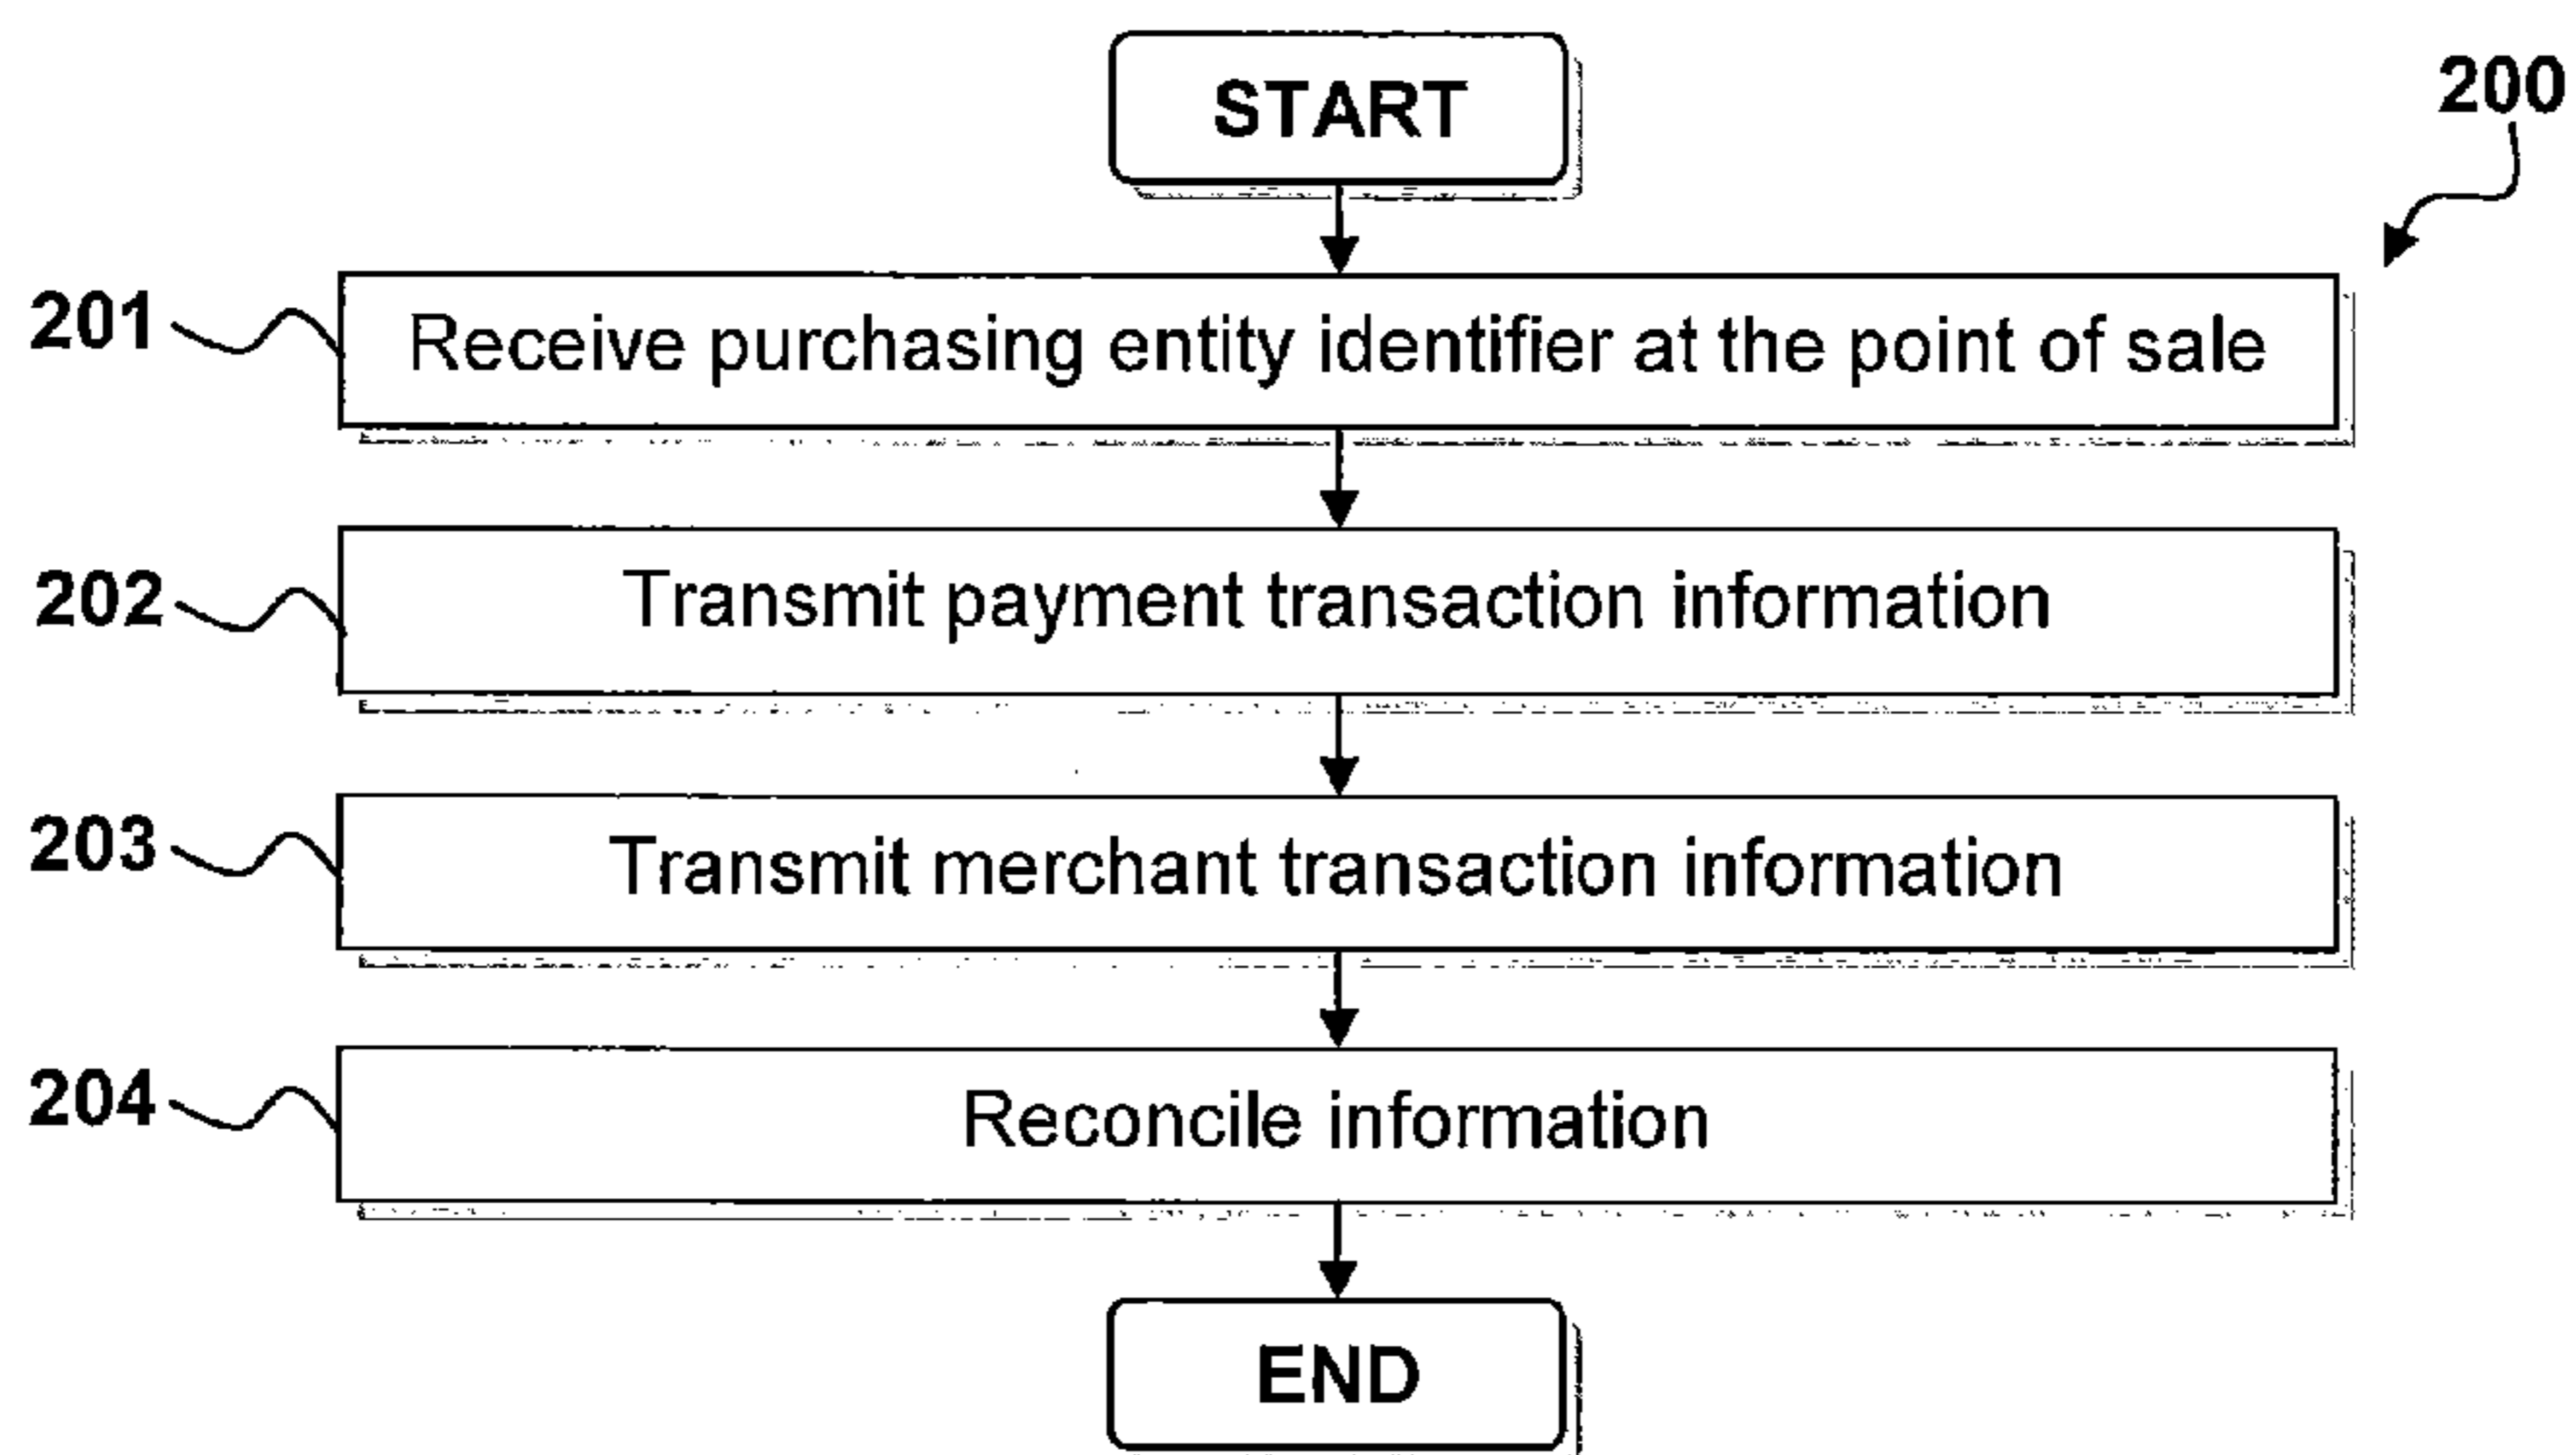 START
200
201
Receive purchasing entity identifier at the point of sale
202
Transmit payment transaction information
203
Transmit merchant transaction information
204
Reconcile information
END